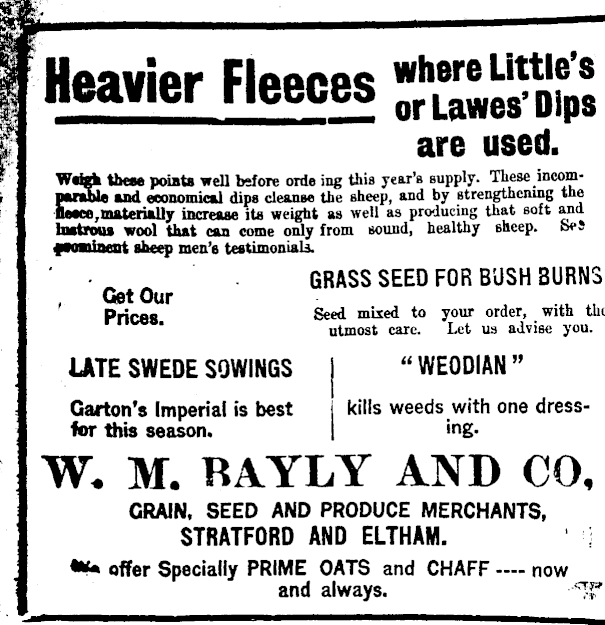 Heavier Fleeces where Little's
or Lawes' Dips
are used.
Weigh these points well before orde ing this year's supply. These incom-
parable and economical dips cleanse the sheep, and by strengthening the
fleece, materially increase its weight as well as producing that soft and
lustrous wool that can come only from sound, healthy sheep. See
prominent sheep men's testimonials.
Get Our
Prices.
GRASS SEED FOR BUSH BURNS
Seed mixed to your order, with the
utmost care. Let us advise you.
LATE SWEDE SOWINGS
Garton's Imperial is best
for this season.
"WEODIAN"
kills weeds with one dress-
ing.
W. M. BAYLY AND CO,
GRAIN, SEED AND PRODUCE MERCHANTS,
STRATFORD AND ELTHAM.
We offer Specially PRIME OATS and CHAFF ---- now
and always.